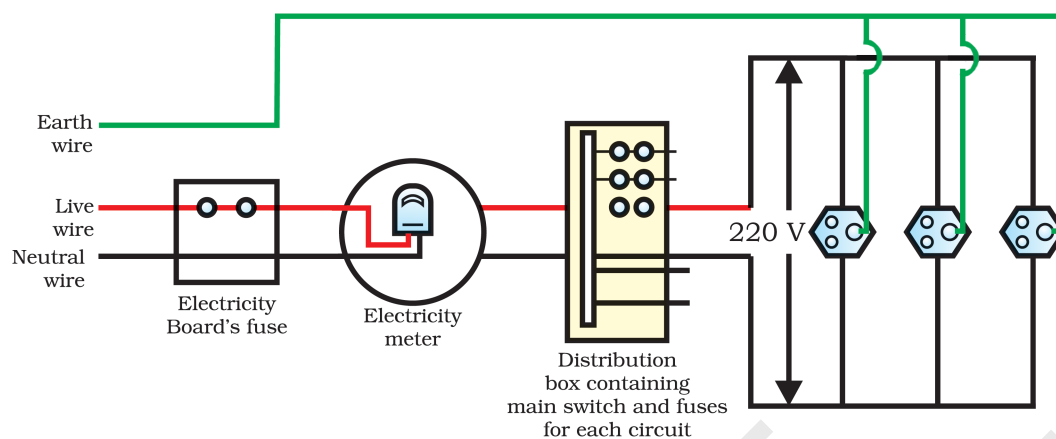 Earth
wire
Live
wire
Neutral
wire
Electricity
Board's fuse
Electricity
meter
Distribution
box containing
main switch and fuses
for each circuit
220 V